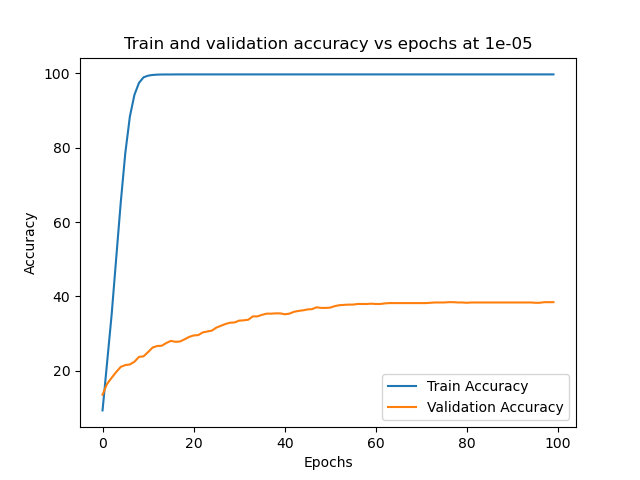 Train and validation accuracy vs epochs at 1e-05
100
80
60
40
20
Accuracy
0
20
40
60
80
100
Epochs
Train Accuracy
Validation Accuracy